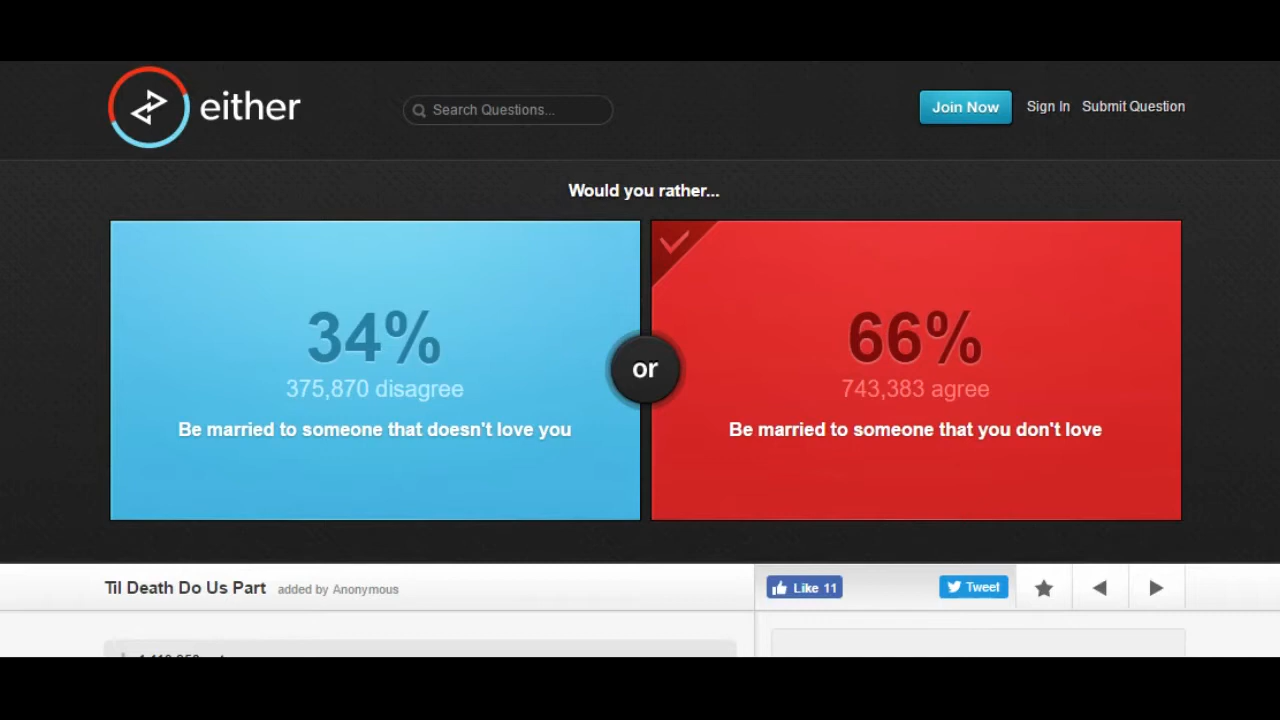 either
Search Questions...
Join Now
Sign In
Submit Question
Would you rather...
34%
375,870 disagree
Be married to someone that doesn't love you
or
66%
743,383 agree
Be married to someone that you don't love
Til Death Do Us Part added by Anonymous
Like 11
Tweet